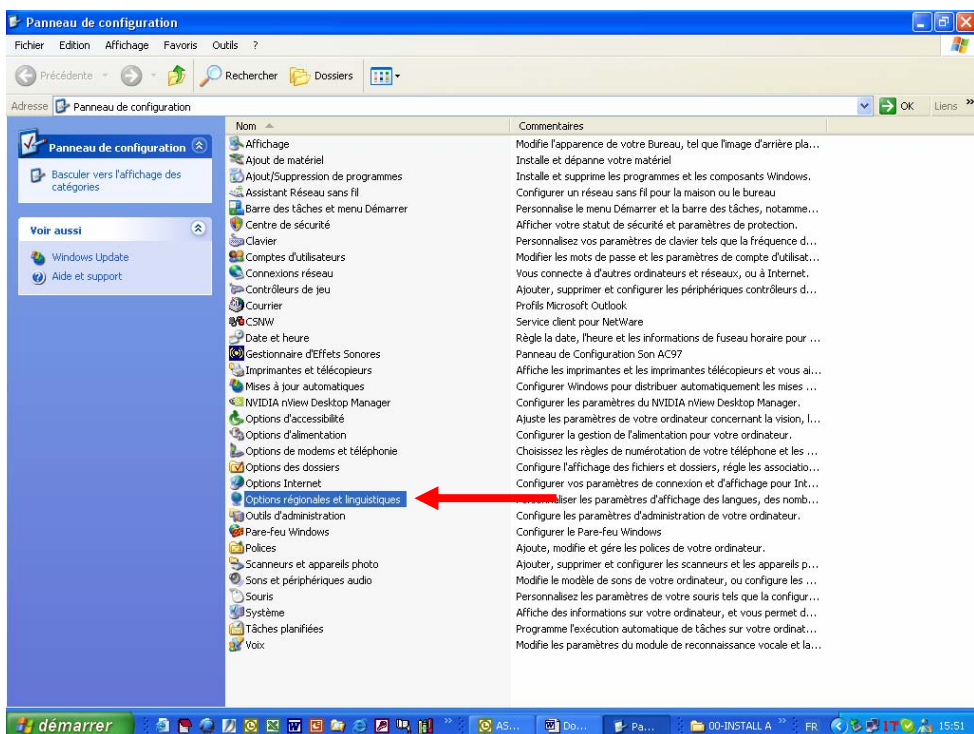 Panneau de configuration
Fichier Edition Affichage Favoris Outils ?
Précédente Rechercher Dossiers
Adresse Panneau de configuration OK Liens »
Panneau de configuration
Basculer vers l'affichage des
catégories
Voir aussi
Windows Update
Aide et support
Nom Commentaires
Affichage Modifie l'apparence de votre Bureau, tel que l'image d'arrière pla...
Ajout de matériel Installe et dépanne votre matériel
Ajout/Suppression de programmes Installe et supprime les programmes et les composants Windows.
Assistant Réseau sans fil Configurer un réseau sans fil pour la maison ou le bureau
Barre des tâches et menu Démarrer Personnalise le menu Démarrer et la barre des tâches, notamme...
Centre de sécurité Afficher votre statut de sécurité et paramètres de protection.
Clavier Personnalisez vos paramètres de clavier tels que la fréquence d...
Comptes d'utilisateurs Modifier les mots de passe et les paramètres de compte d'utilisat...
Connexions réseau Vous connecte à d'autres ordinateurs et réseaux, ou à Internet.
Contrôleurs de jeu Ajouter, supprimer et configurer les périphériques contrôleurs d...
Courrier Profils Microsoft Outlook
CSNW Service client pour NetWare
Date et heure Règle la date, l'heure et les informations de fuseau horaire pour ...
Gestionnaire d'Effets Sonores Panneau de Configuration Son AC97
Imprimantes et télécopieurs Affiche les imprimantes et les imprimantes télécopieurs et vous ai...
Mises à jour automatiques Configurer Windows pour distribuer automatiquement les mises ...
NVIDIA nView Desktop Manager Configurer les paramètres du NVIDIA nView Desktop Manager.
Options d'accessibilité Ajuste les paramètres de votre ordinateur concernant la vision, l...
Options d'alimentation Configurer la gestion de l'alimentation pour votre ordinateur.
Options de modems et téléphonie Choisissez les règles de numérotation de votre téléphone et les ...
Options des dossiers Configure l'affichage des fichiers et dossiers, régle les associatio...
Options Internet Configurer vos paramètres de connexion et d'affichage pour Int...
Options régionales et linguistiques Personnaliser les paramètres d'affichage des langues, des nomb...
Outils d'administration Configure les paramètres d'administration de votre ordinateur.
Pare-feu Windows Configurer le Pare-feu Windows
Polices Ajoute, modifie et gére les polices de votre ordinateur.
Scanneurs et appareils photo Ajouter, supprimer et configurer les scanneurs et les appareils p...
Sons et périphériques audio Modifie le modèle de sons de votre ordinateur, ou configure les ...
Souris Personnalisez les paramètres de votre souris tels que la configur...
Système Affiche des informations sur votre ordinateur, et vous permet d...
Tâches planifiées Programme l'exécution automatique de tâches sur votre ordinat...
Voix Modifie les paramètres du module de reconnaissance vocale et la...
démarrer » AS... Do... Pa... 00-INSTALL A » FR 15:51